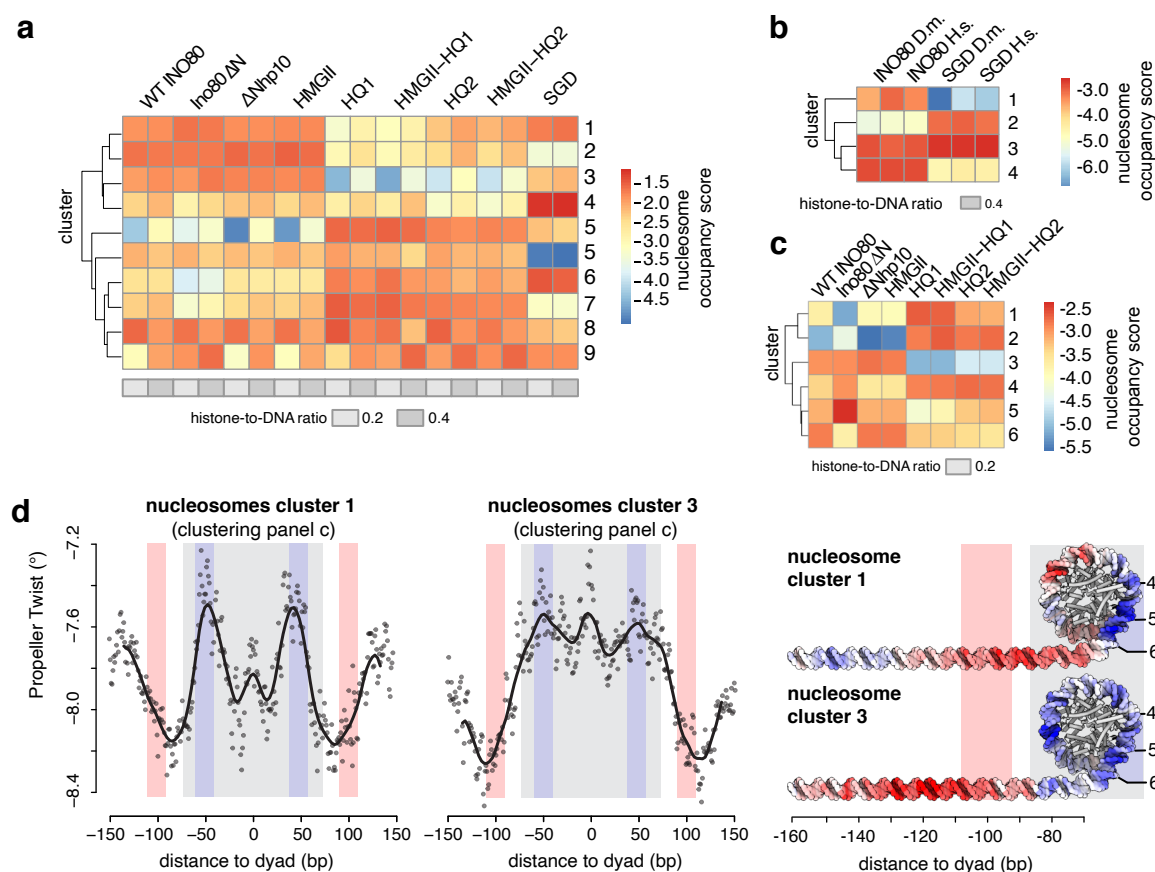 a
WT INO80
Ino80 ΔN
ΔNhp10
HMGII
HQ1
HMGII–HQ1
HQ2
HMGII–HQ2
SGD
cluster
1
2
3
4
5
5
6
7
8
9
−1.5
−2.0
−2.5
−3.0
−3.5
−4.0
−4.5
nucleosome
occupancy score
histone-to-DNA ratio 0.2 0.4
b
INO80 D.m.
INO80 H.s.
SGD D.m.
SGD H.s.
cluster
1
2
3
4
-3.0
-4.0
-5.0
-6.0
nucleosome
occupancy score
histone-to-DNA ratio 0.4
c
WT INO80
Ino80 ΔN
ΔNhp10
HMGII
HQ1
HMGII–HQ1
HQ2
HMGII–HQ2
cluster
1
2
3
4
5
6
-2.5
-3.0
-3.5
-4.0
-4.5
-5.0
-5.5
nucleosome
occupancy score
histone-to-DNA ratio 0.2
d
nucleosomes cluster 1
(clustering panel c)
Propeller Twist (°)
−7.2
−7.6
−8.0
−8.4
−150 −100 −50 0 50 100 150
distance to dyad (bp)
nucleosomes cluster 3
(clustering panel c)
−150 −100 −50 0 50 100 150
distance to dyad (bp)
nucleosome
cluster 1
4
5
6
nucleosome
cluster 3
4
5
6
-160 -140 -120 -100 -80
distance to dyad (bp)